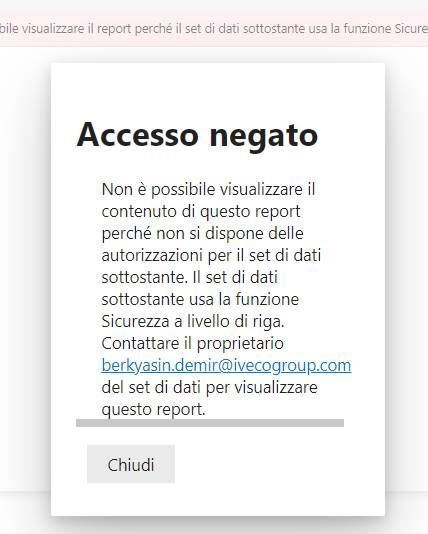 bile visualizzare il report perché il set di dati sottostante usa la funzione Sicure
Accesso negato
Non è possibile visualizzare il
contenuto di questo report
perché non si dispone delle
autorizzazioni per il set di dati
sottostante. Il set di dati
sottostante usa la funzione
Sicurezza a livello di riga.
Contattare il proprietario
berkyasin.demir@ivecogroup.com
del set di dati per visualizzare
questo report.
Chiudi